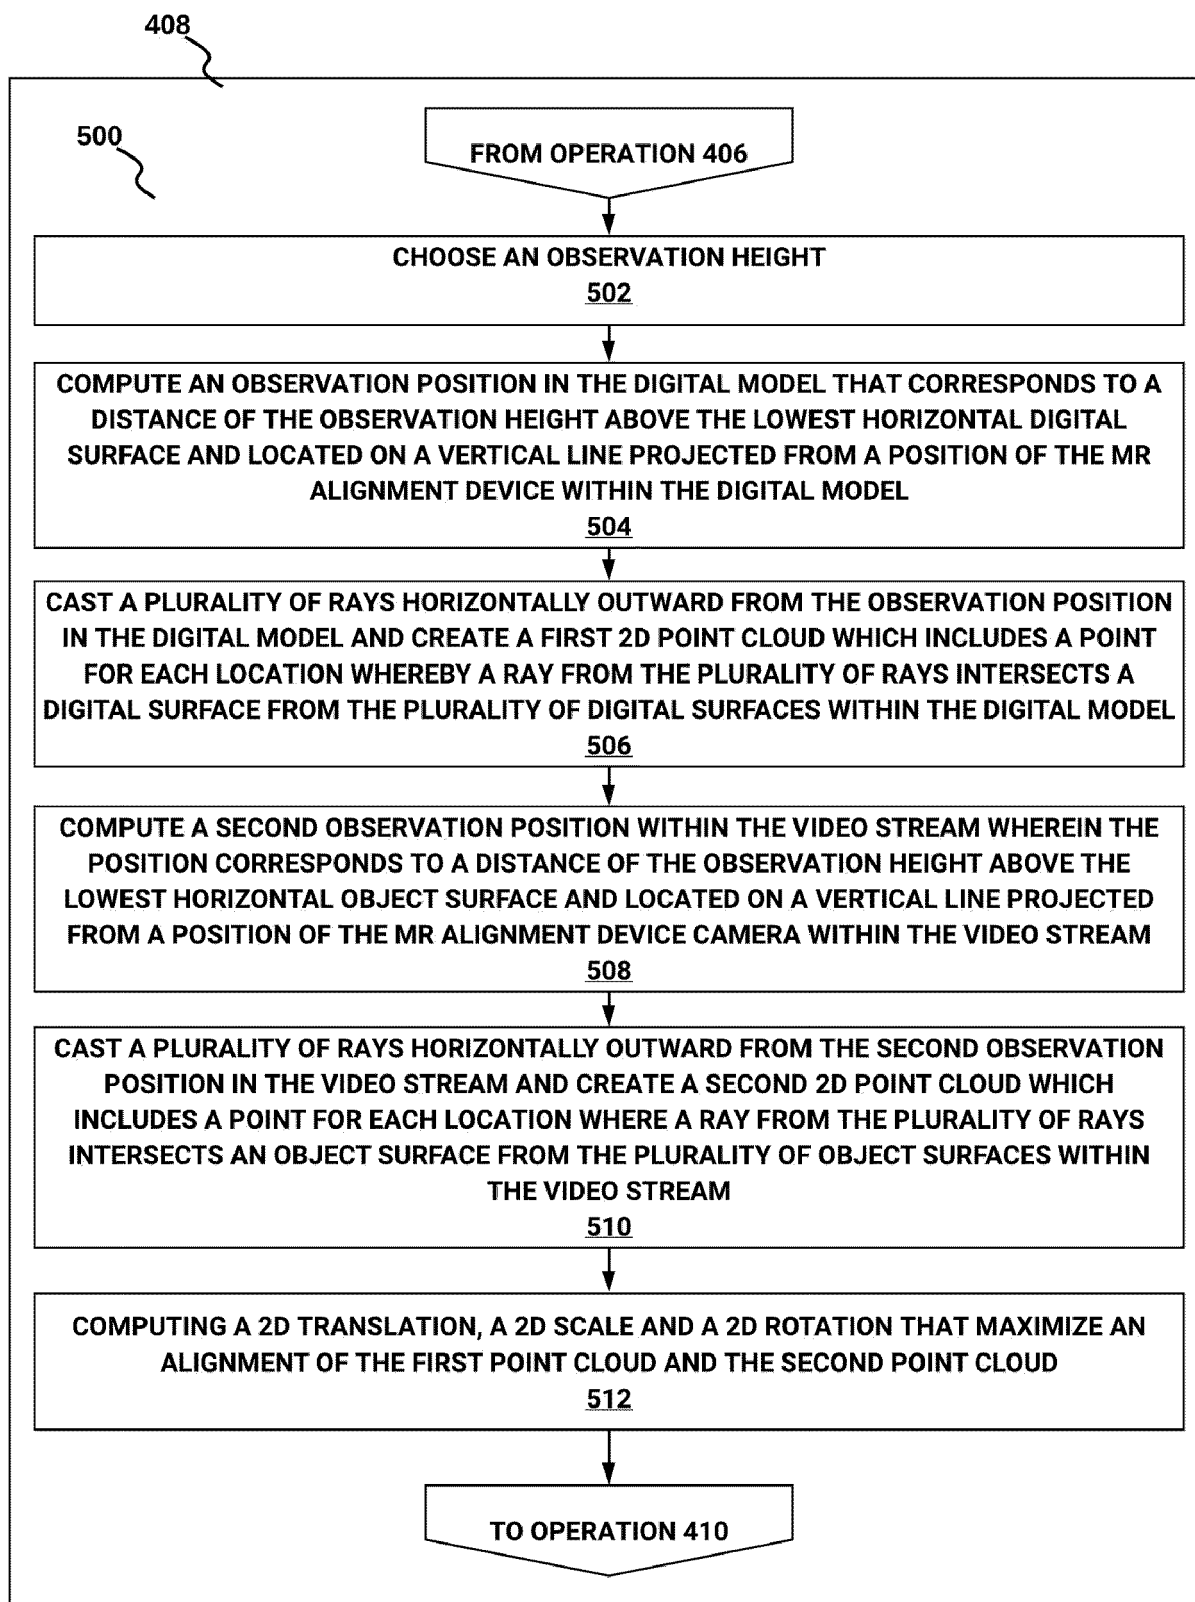 408
500
FROM OPERATION 406
CHOOSE AN OBSERVATION HEIGHT
502
COMPUTE AN OBSERVATION POSITION IN THE DIGITAL MODEL THAT CORRESPONDS TO A
DISTANCE OF THE OBSERVATION HEIGHT ABOVE THE LOWEST HORIZONTAL DIGITAL
SURFACE AND LOCATED ON A VERTICAL LINE PROJECTED FROM A POSITION OF THE MR
ALIGNMENT DEVICE WITHIN THE DIGITAL MODEL
504
CAST A PLURALITY OF RAYS HORIZONTALLY OUTWARD FROM THE OBSERVATION POSITION
IN THE DIGITAL MODEL AND CREATE A FIRST 2D POINT CLOUD WHICH INCLUDES A POINT
FOR EACH LOCATION WHEREBY A RAY FROM THE PLURALITY OF RAYS INTERSECTS A
DIGITAL SURFACE FROM THE PLURALITY OF DIGITAL SURFACES WITHIN THE DIGITAL MODEL
506
COMPUTE A SECOND OBSERVATION POSITION WITHIN THE VIDEO STREAM WHEREIN THE
POSITION CORRESPONDS TO A DISTANCE OF THE OBSERVATION HEIGHT ABOVE THE
LOWEST HORIZONTAL OBJECT SURFACE AND LOCATED ON A VERTICAL LINE PROJECTED
FROM A POSITION OF THE MR ALIGNMENT DEVICE CAMERA WITHIN THE VIDEO STREAM
508
CAST A PLURALITY OF RAYS HORIZONTALLY OUTWARD FROM THE SECOND OBSERVATION
POSITION IN THE VIDEO STREAM AND CREATE A SECOND 2D POINT CLOUD WHICH
INCLUDES A POINT FOR EACH LOCATION WHERE A RAY FROM THE PLURALITY OF RAYS
INTERSECTS AN OBJECT SURFACE FROM THE PLURALITY OF OBJECT SURFACES WITHIN
THE VIDEO STREAM
510
COMPUTING A 2D TRANSLATION, A 2D SCALE AND A 2D ROTATION THAT MAXIMIZE AN
ALIGNMENT OF THE FIRST POINT CLOUD AND THE SECOND POINT CLOUD
512
TO OPERATION 410